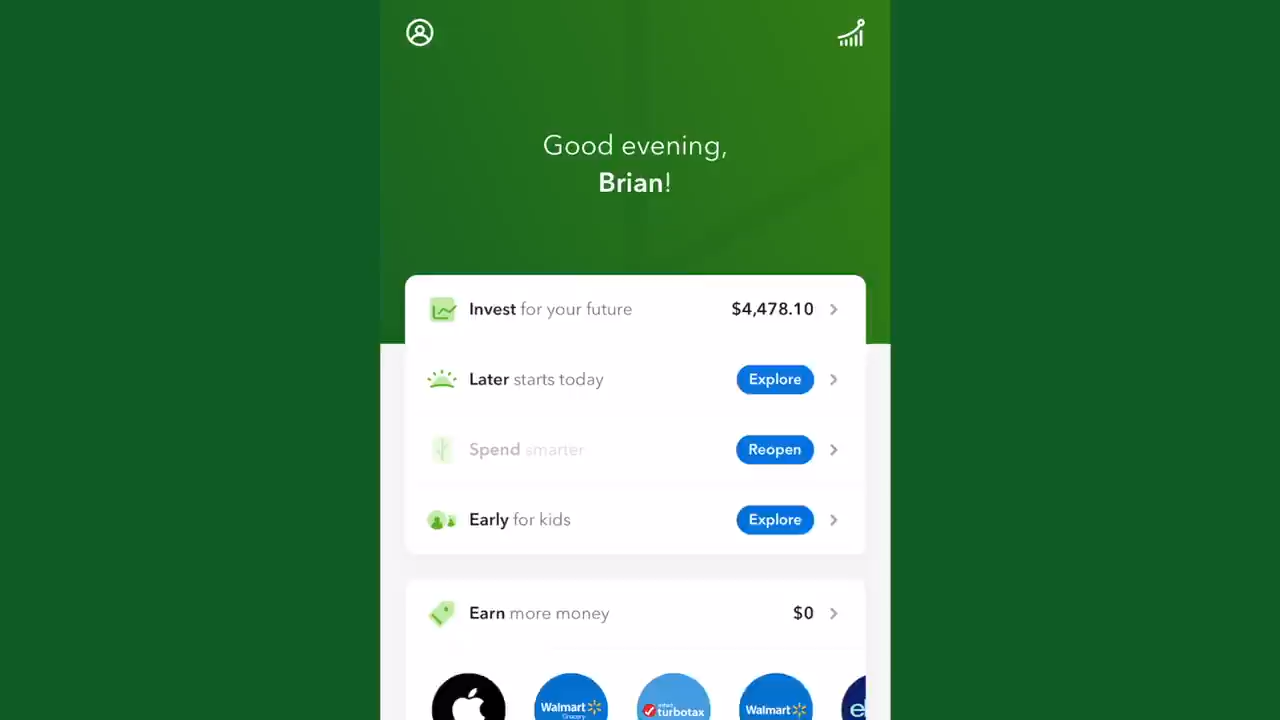 Good evening,
Brian!
Invest for your future $4,478.10
Later starts today Explore
Spend smarter Reopen
Early for kids Explore
Earn more money $0
Walmart
Grocery
turbotax
Walmart